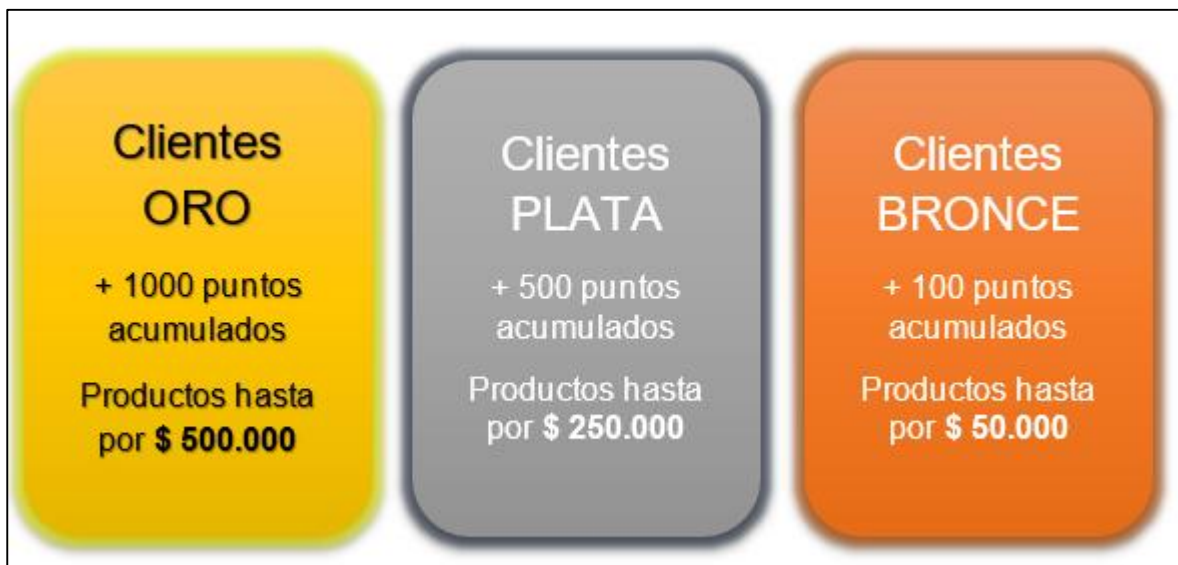 Clientes
ORO
+ 1000 puntos
acumulados
Productos hasta
por $ 500.000
Clientes
PLATA
+ 500 puntos
acumulados
Productos hasta
por $ 250.000
Clientes
BRONCE
+ 100 puntos
acumulados
Productos hasta
por $ 50.000